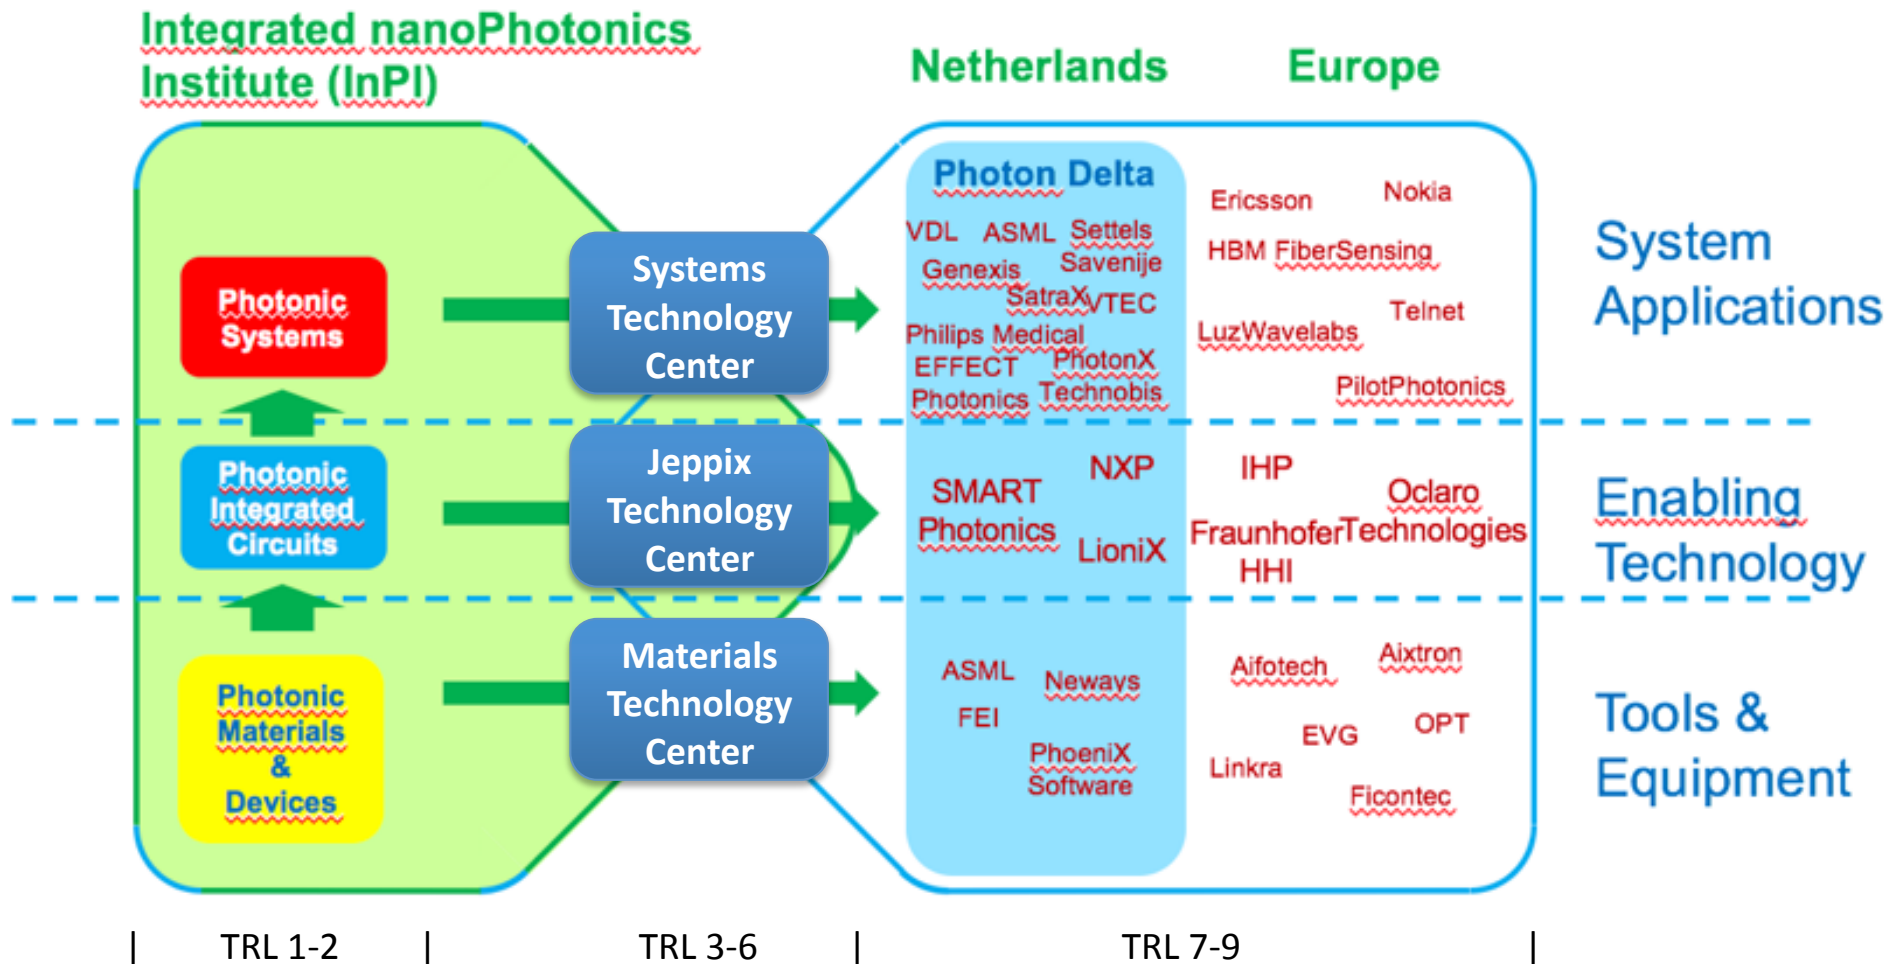 Integrated nanoPhotonics
Institute (InPI)
Netherlands
Europe
Photonic
Systems
Photonic
Integrated
Circuits
Photonic
Materials
&
Devices
Systems
Technology
Center
Jeppix
Technology
Center
Materials
Technology
Center
Photon Delta
VDL ASML Settels
Savenije
Genexis
SatraX VTEC
Philips Medical
EFFECT
Photonics
PhotonX
Technobis
NXP
SMART
Photonics
LioniX
ASML
Neways
FEI
PhoeniX
Software
Ericsson
Nokia
HBM FiberSensing
Telnet
LuzWavelabs
PilotPhotonics
IHP
Oclaro
Technologies
Fraunhofer
HHI
Aifotech
Aixtron
EVG
OPT
Linkra
Ficontec
System
Applications
Enabling
Technology
Tools &
Equipment
| TRL 1-2 | TRL 3-6 | TRL 7-9 |